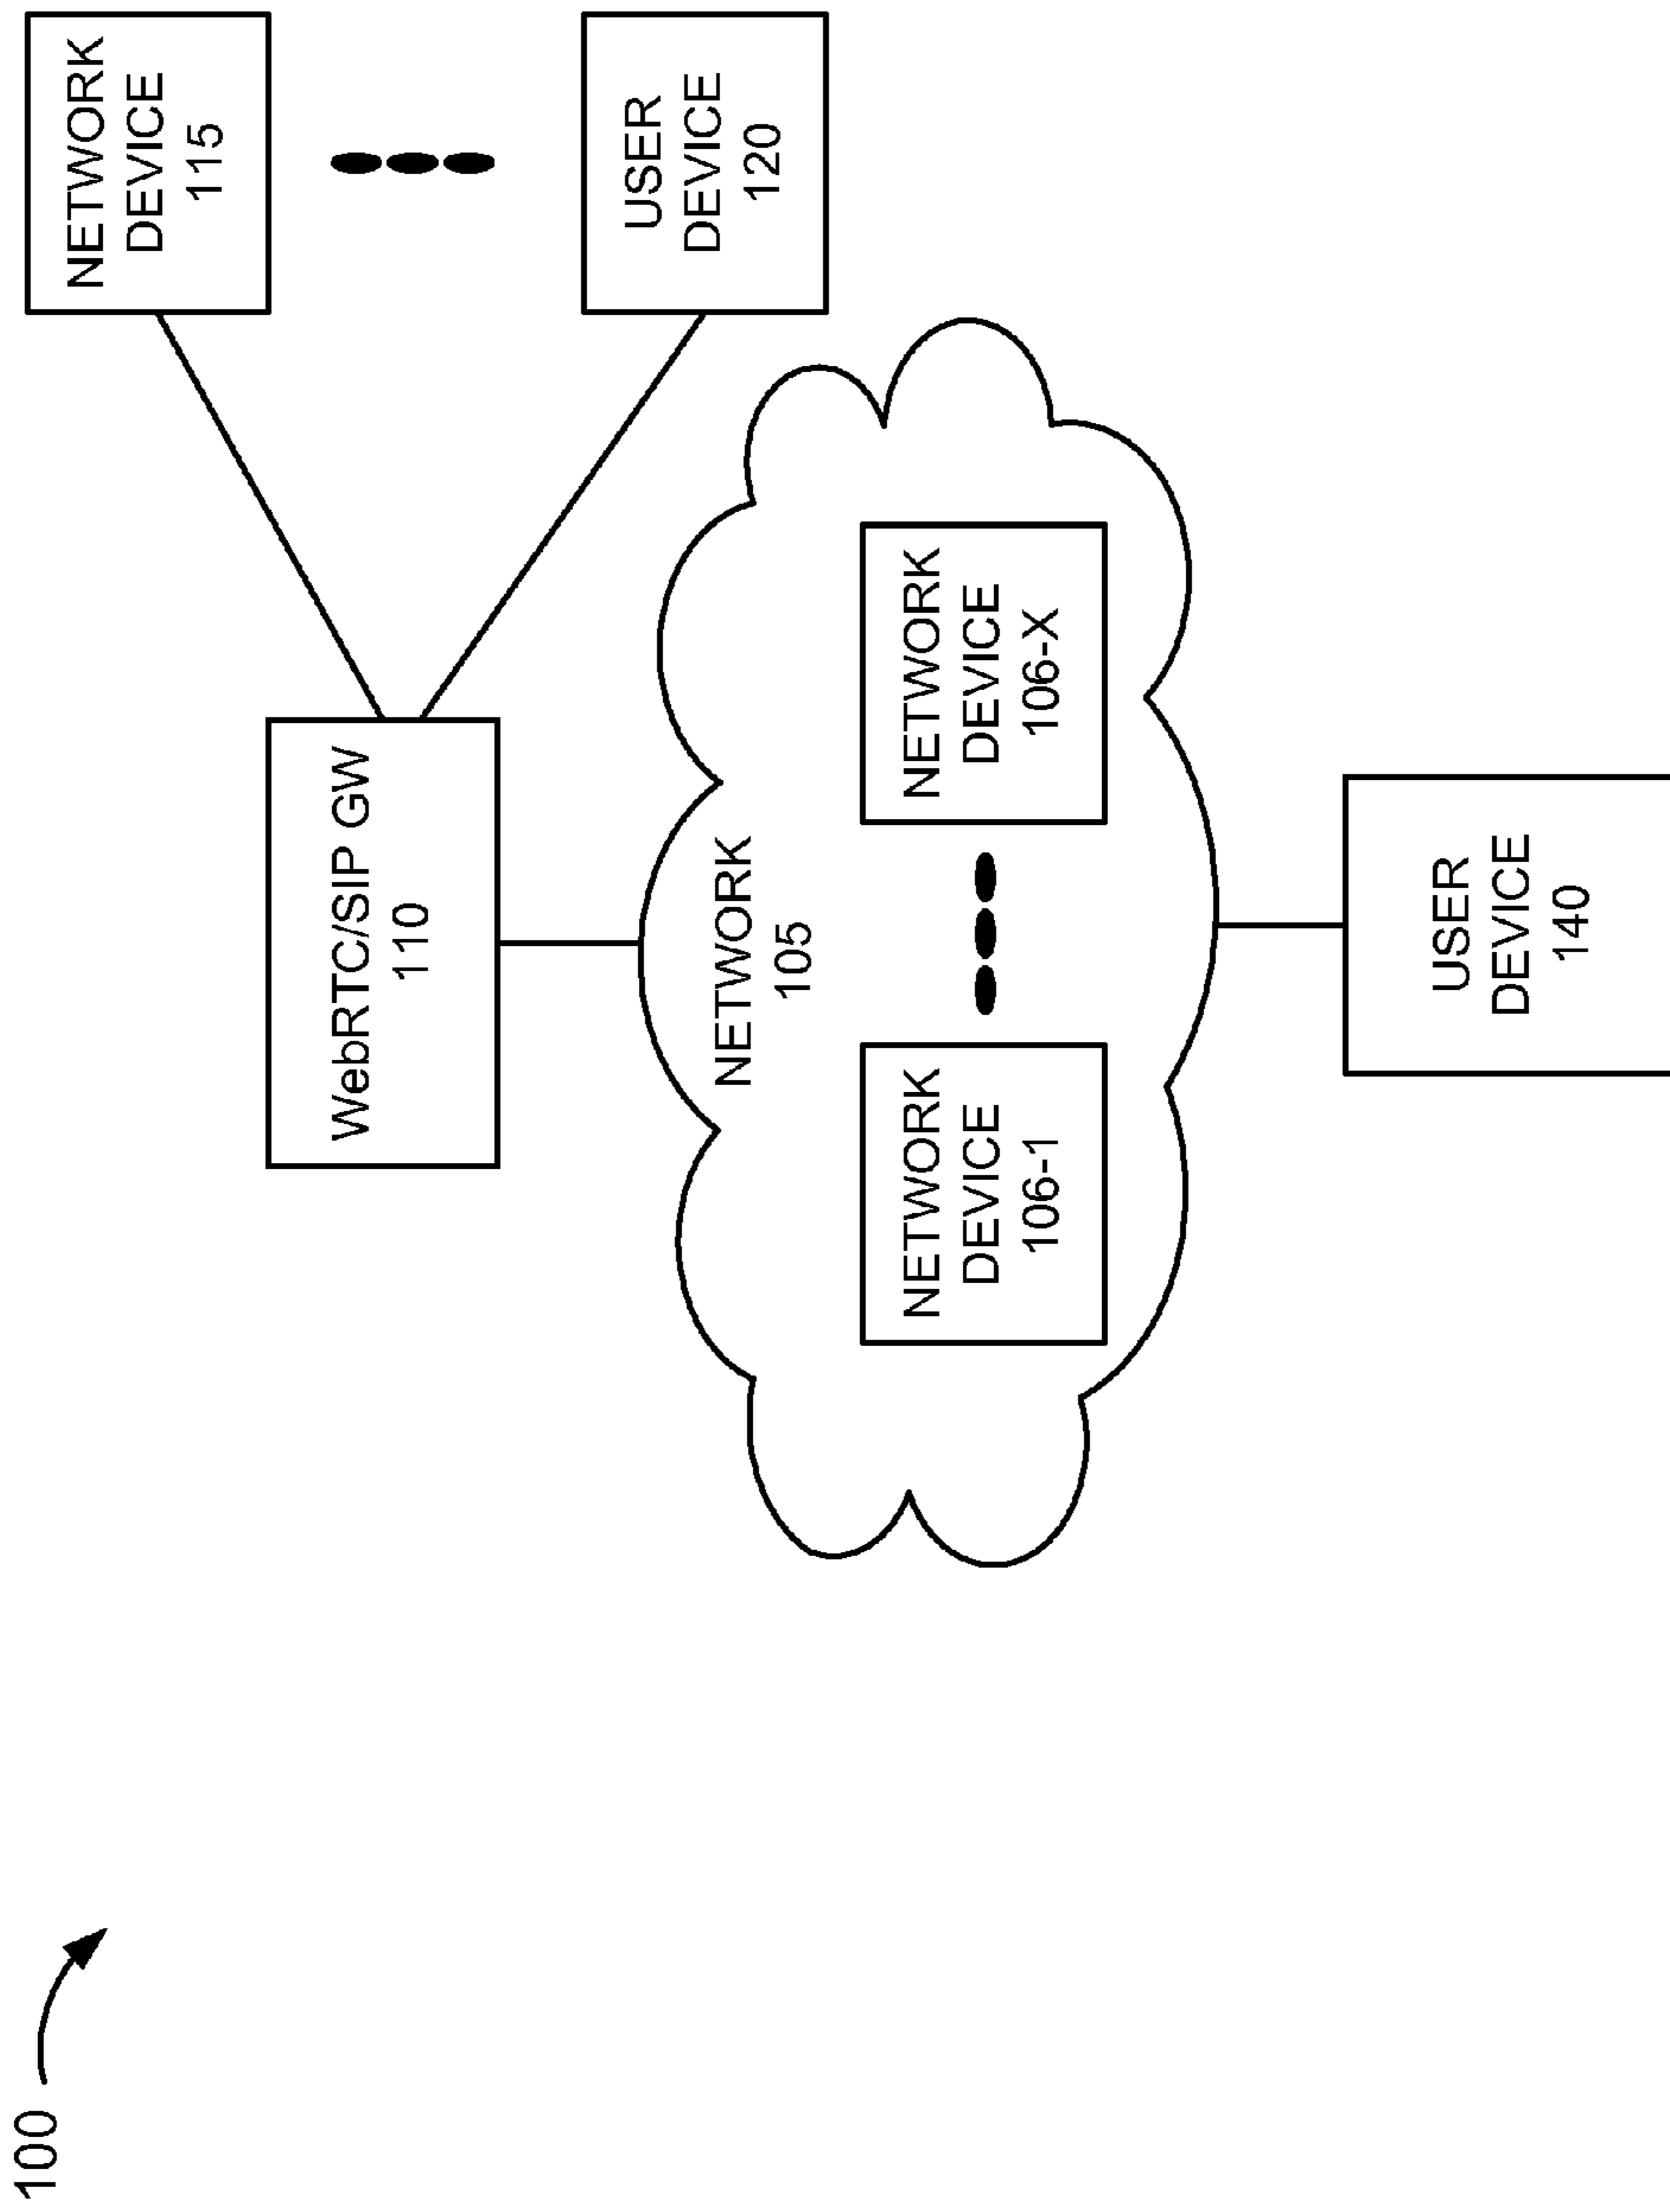 100
NETWORK
DEVICE
115
WebRTC/SIP GW
110
USER
DEVICE
120
NETWORK
105
NETWORK
DEVICE
106-1
NETWORK
DEVICE
106-X
USER
DEVICE
140